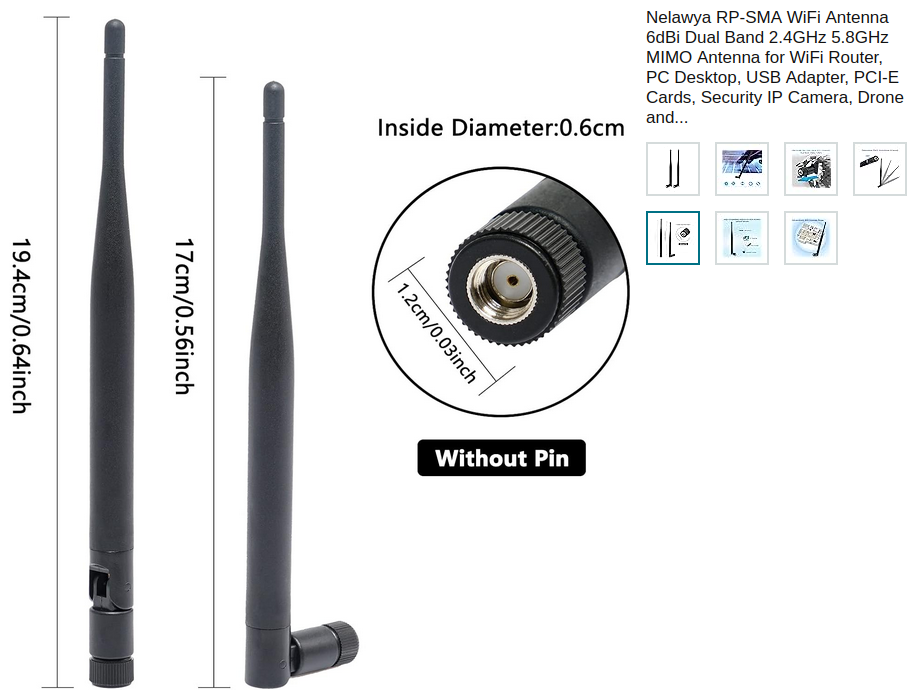 Nelawya RP-SMA WiFi Antenna
6dBi Dual Band 2.4GHz 5.8GHz
MIMO Antenna for WiFi Router,
PC Desktop, USB Adapter, PCI-E
Cards, Security IP Camera, Drone
and...
Inside Diameter:0.6cm
19.4cm/0.64inch
17cm/0.56inch
1.2cm/0.03inch
Without Pin